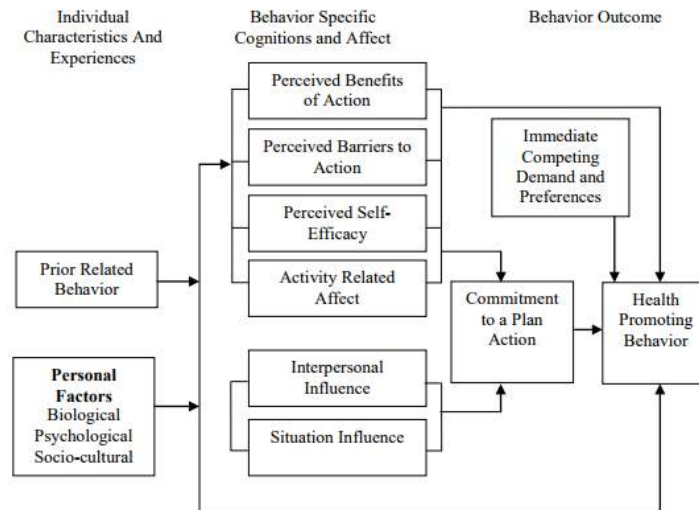 Individual
Characteristics And
Experiences
Behavior Specific
Cognitions and Affect
Behavior Outcome
Perceived Benefits
of Action
Perceived Barriers to
Action
Perceived Self-
Efficacy
Activity Related
Affect
Immediate
Competing
Demand and
Preferences
Prior Related
Behavior
Commitment
to a Plan
Action
Health
Promoting
Behavior
Personal
Factors
Biological
Psychological
Socio-cultural
Interpersonal
Influence
Situation Influence